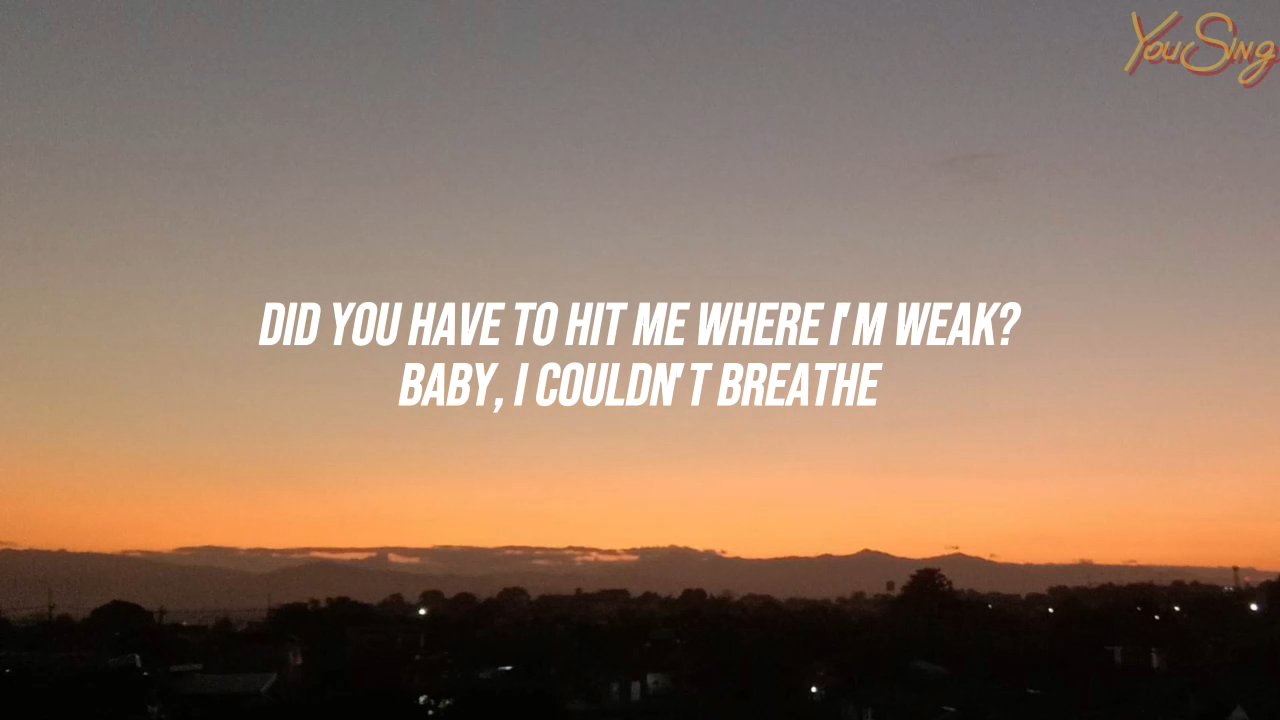 YouSing
DID YOU HAVE TO HIT ME WHERE I'M WEAK?
BABY, I COULDN'T BREATHE